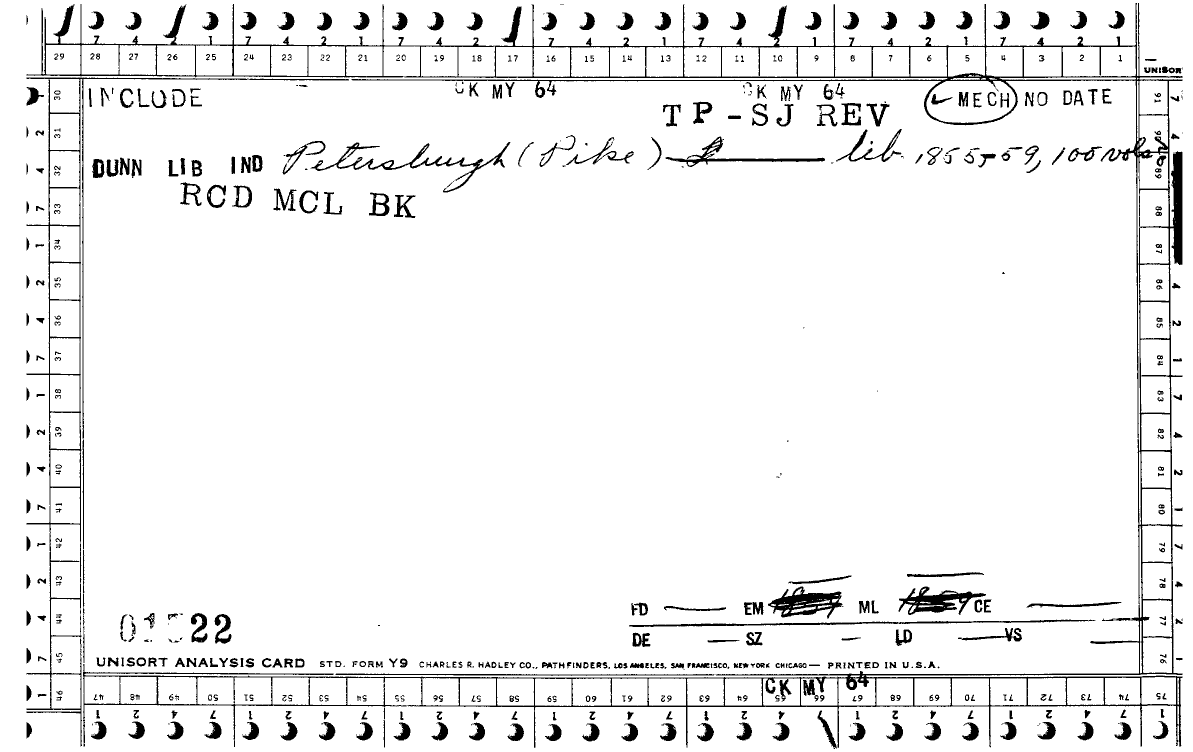 7 4 2 1 7 4 2 1 7 4 2 1 7 4 2 1 7 4 2 1 7 4 2 1 7 4 2 1
29 28 27 26 25 24 23 22 21 20 19 18 17 16 15 14 13 12 11 10 9 8 7 6 5 4 3 2 1
UNISORT
INCLUDE CK MY 64 CK MY 64 MECH NO DATE
TP-SJ REV
DUNN LIB IND Petersburgh (Pike) lib. 1855-59, 100 vols
RCD MCL BK
30 31 32 33 34 35 36 37 38 39 40 41 42 43 44 45 46
91 89 88 87 86 85 84 83 82 81 80 79 78 77 76 75
FD EM 1859 ML 1859 CE
01522
DE SZ LD VS
UNISORT ANALYSIS CARD STD. FORM Y9 CHARLES R. HADLEY CO., PATHFINDERS, LOS ANGELES, SAN FRANCISCO, NEW YORK CHICAGO — PRINTED IN U.S.A.
CK MY 64
47 48 49 50 51 52 53 54 55 56 57 58 59 60 61 62 63 64 65 66 67 68 69 70 71 72 73 74
1 2 4 7 1 2 4 7 1 2 4 7 1 2 4 7 1 2 4 7 1 2 4 7 1 2 4 7 1